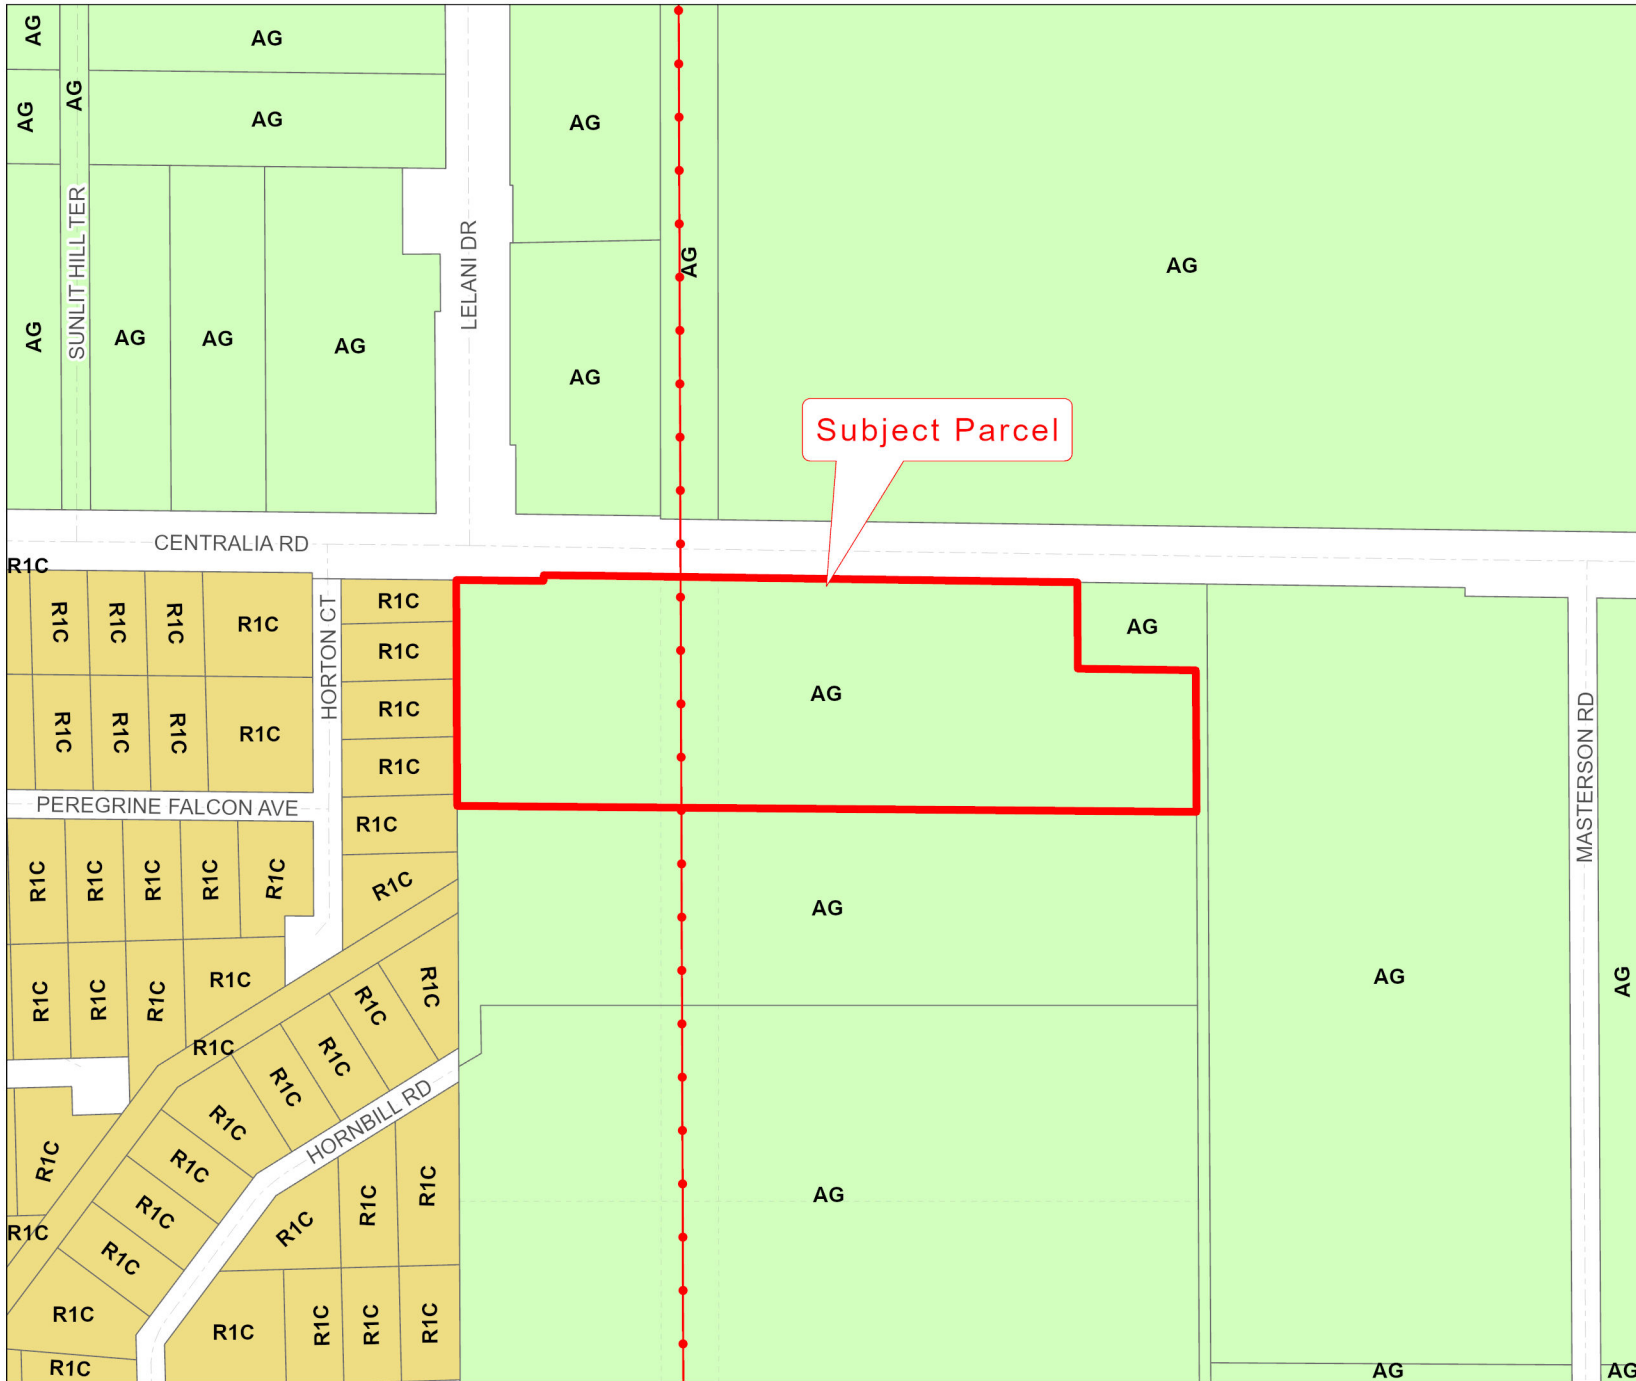 AG
AG
AG
AG
AG
AG
AG
SUNLIT HILL TER
LELANI DR
AG
AG
AG
AG
AG
AG
AG
Subject Parcel
CENTRALIA RD
R1C
R1C
R1C
R1C
R1C
HORTON CT
R1C
AG
R1C
AG
R1C
R1C
R1C
R1C
R1C
R1C
MASTERSON RD
PEREGRINE FALCON AVE
R1C
R1C
R1C
R1C
R1C
R1C
R1C
AG
R1C
R1C
R1C
R1C
R1C
R1C
AG
AG
R1C
R1C
R1C
HORNBILL RD
R1C
R1C
R1C
R1C
R1C
R1C
R1C
AG
R1C
R1C
R1C
R1C
R1C
R1C
R1C
R1C
R1C
AG
AG